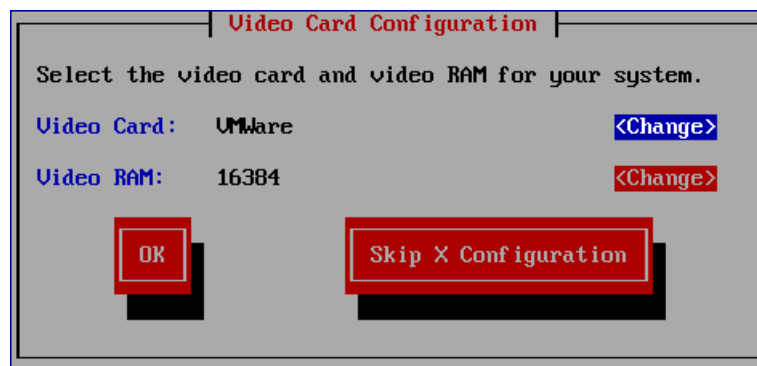 Video Card Configuration
Select the video card and video RAM for your system.
Video Card: VMWare <Change>
Video RAM: 16384 <Change>
OK Skip X Configuration